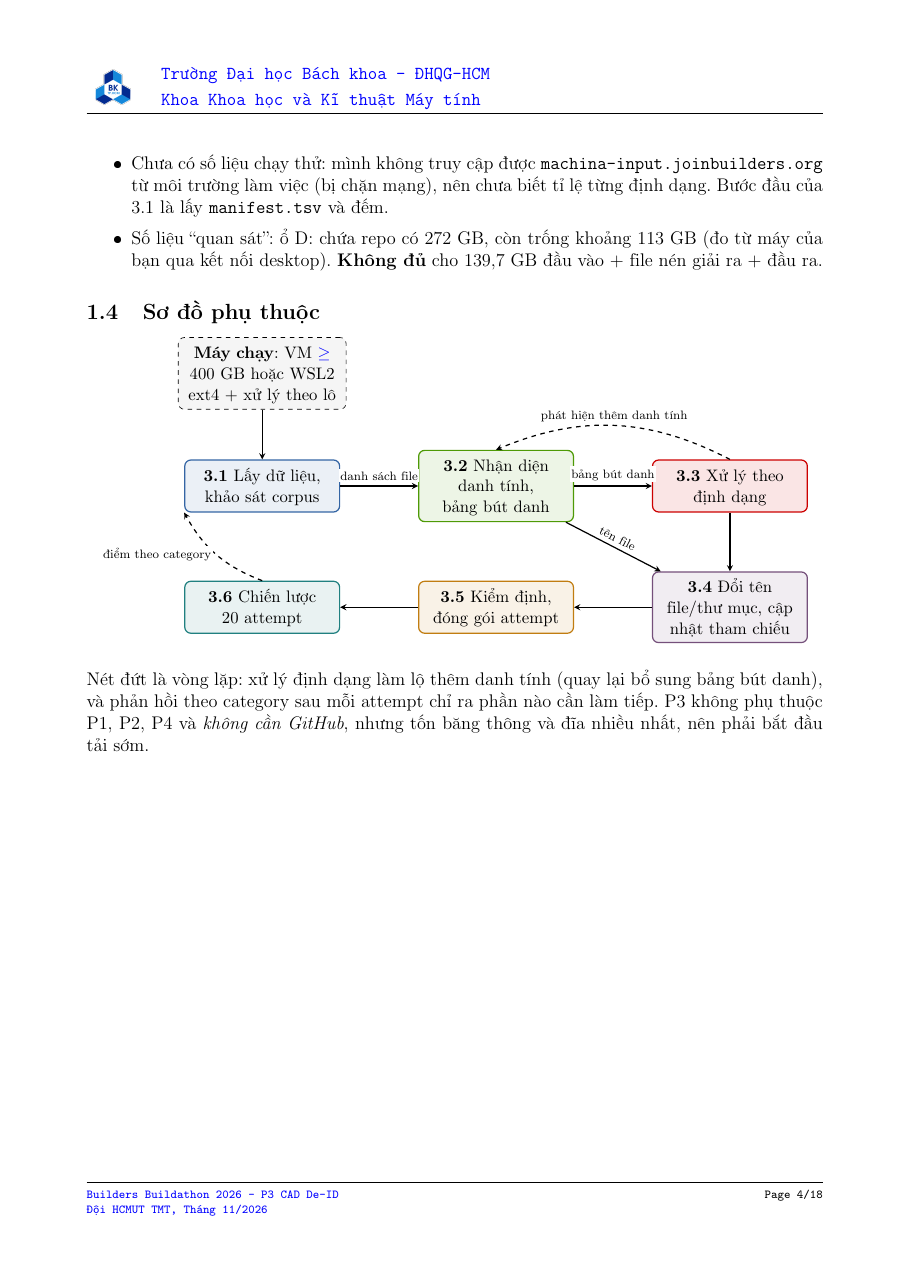 BK
Trường Đại học Bách khoa - ĐHQG-HCM
Khoa Khoa học và Kĩ thuật Máy tính
• Chưa có số liệu chạy thử: mình không truy cập được machina-input.joinbuilders.org
từ môi trường làm việc (bị chặn mạng), nên chưa biết tỉ lệ từng định dạng. Bước đầu của
3.1 là lấy manifest.tsv và đếm.
• Số liệu “quan sát”: ổ D: chứa repo có 272 GB, còn trống khoảng 113 GB (đo từ máy của
bạn qua kết nối desktop). Không đủ cho 139,7 GB đầu vào + file nén giải ra + đầu ra.
1.4 Sơ đồ phụ thuộc
Máy chạy: VM ≥
400 GB hoặc WSL2
ext4 + xử lý theo lô
phát hiện thêm danh tính
3.1 Lấy dữ liệu,
khảo sát corpus
danh sách file
3.2 Nhận diện
danh tính,
bảng bút danh
bảng bút danh
3.3 Xử lý theo
định dạng
tên file
điểm theo category
3.6 Chiến lược
20 attempt
3.5 Kiểm định,
đóng gói attempt
3.4 Đổi tên
file/thư mục, cập
nhật tham chiếu
Nét đứt là vòng lặp: xử lý định dạng làm lộ thêm danh tính (quay lại bổ sung bảng bút danh),
và phản hồi theo category sau mỗi attempt chỉ ra phần nào cần làm tiếp. P3 không phụ thuộc
P1, P2, P4 và không cần GitHub, nhưng tốn băng thông và đĩa nhiều nhất, nên phải bắt đầu
tải sớm.
Builders Buildathon 2026 - P3 CAD De-ID
Page 4/18
Đội HCMUT TMT, Tháng 11/2026